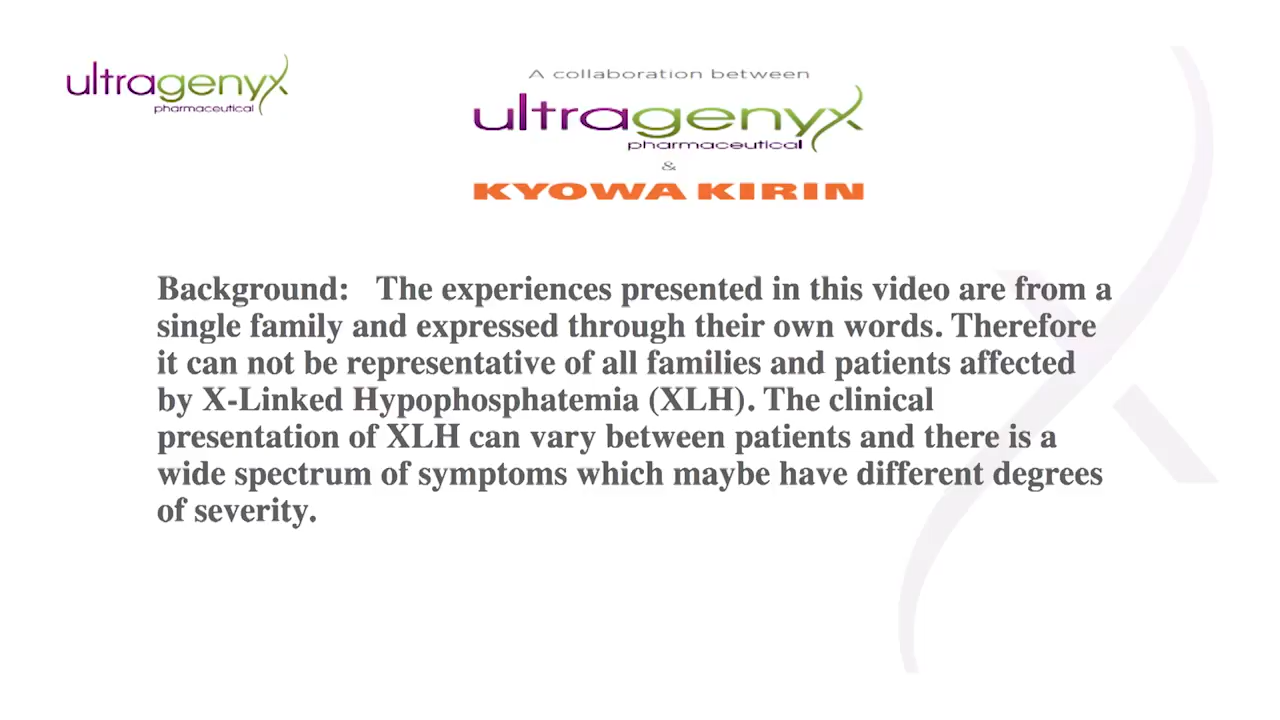 ultragenyx
pharmaceutical
A collaboration between
ultragenyx
pharmaceutical
&
KYOWA KIRIN
Background: The experiences presented in this video are from a
single family and expressed through their own words. Therefore
it can not be representative of all families and patients affected
by X-Linked Hypophosphatemia (XLH). The clinical
presentation of XLH can vary between patients and there is a
wide spectrum of symptoms which maybe have different degrees
of severity.